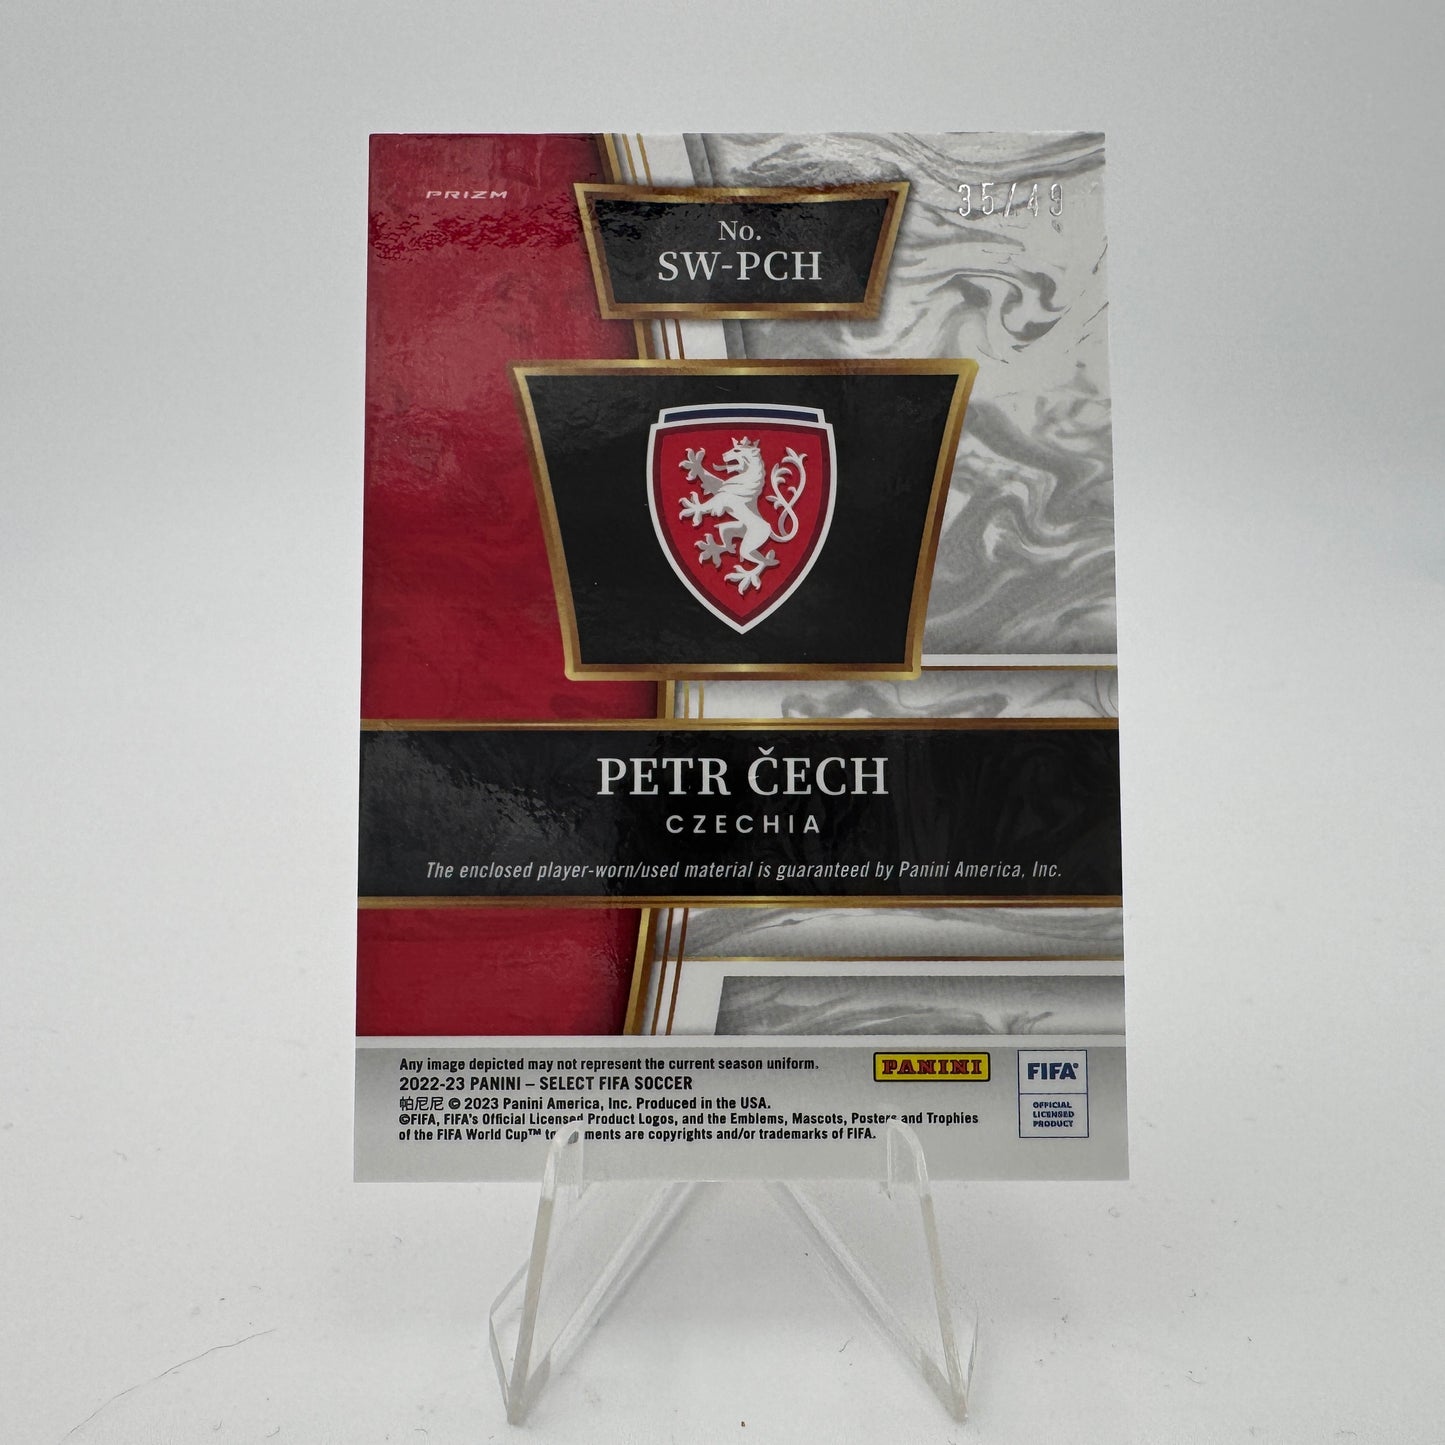 PRIZM
35/49
No.
SW-PCH
PETR ČECH
CZECHIA
The enclosed player-worn/used material is guaranteed by Panini America, Inc.
Any image depicted may not represent the current season uniform.
2022-23 PANINI – SELECT FIFA SOCCER
帕尼尼 © 2023 Panini America, Inc. Produced in the USA.
©FIFA, FIFA's Official Licensed Product Logos, and the Emblems, Mascots, Posters and Trophies
of the FIFA World Cup™ are copyrights and/or trademarks of FIFA.
PANINI
FIFA®
OFFICIAL
LICENSED
PRODUCT